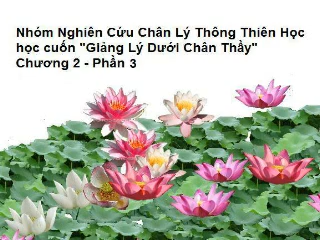 Nhóm Nghiên Cứu Chân Lý Thông Thiên Học
học cuốn "Giảng Lý Dưới Chân Thầy"
Chương 2 - Phần 3